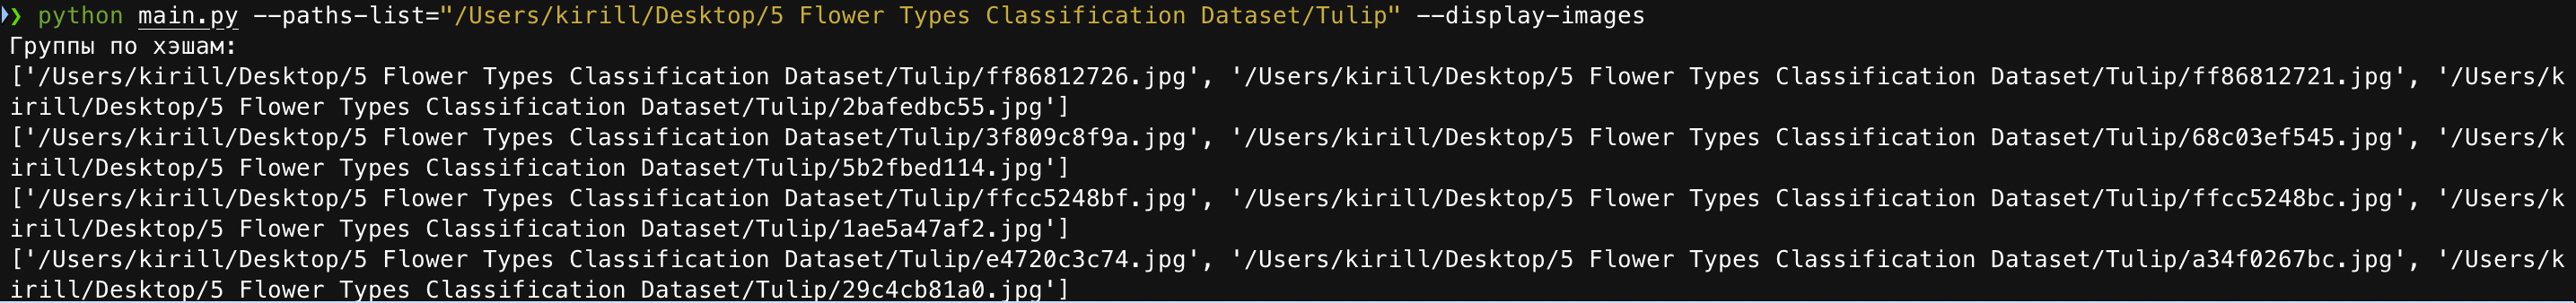 ❯ python main.py --paths-list="/Users/kirill/Desktop/5 Flower Types Classification Dataset/Tulip" --display-images
Группы по хэшам:
['/Users/kirill/Desktop/5 Flower Types Classification Dataset/Tulip/ff86812726.jpg', '/Users/kirill/Desktop/5 Flower Types Classification Dataset/Tulip/ff86812721.jpg', '/Users/k
irill/Desktop/5 Flower Types Classification Dataset/Tulip/2bafedbc55.jpg']
['/Users/kirill/Desktop/5 Flower Types Classification Dataset/Tulip/3f809c8f9a.jpg', '/Users/kirill/Desktop/5 Flower Types Classification Dataset/Tulip/68c03ef545.jpg', '/Users/k
irill/Desktop/5 Flower Types Classification Dataset/Tulip/5b2fbed114.jpg']
['/Users/kirill/Desktop/5 Flower Types Classification Dataset/Tulip/ffcc5248bf.jpg', '/Users/kirill/Desktop/5 Flower Types Classification Dataset/Tulip/ffcc5248bc.jpg', '/Users/k
irill/Desktop/5 Flower Types Classification Dataset/Tulip/1ae5a47af2.jpg']
['/Users/kirill/Desktop/5 Flower Types Classification Dataset/Tulip/e4720c3c74.jpg', '/Users/kirill/Desktop/5 Flower Types Classification Dataset/Tulip/a34f0267bc.jpg', '/Users/k
irill/Desktop/5 Flower Types Classification Dataset/Tulip/29c4cb81a0.jpg']